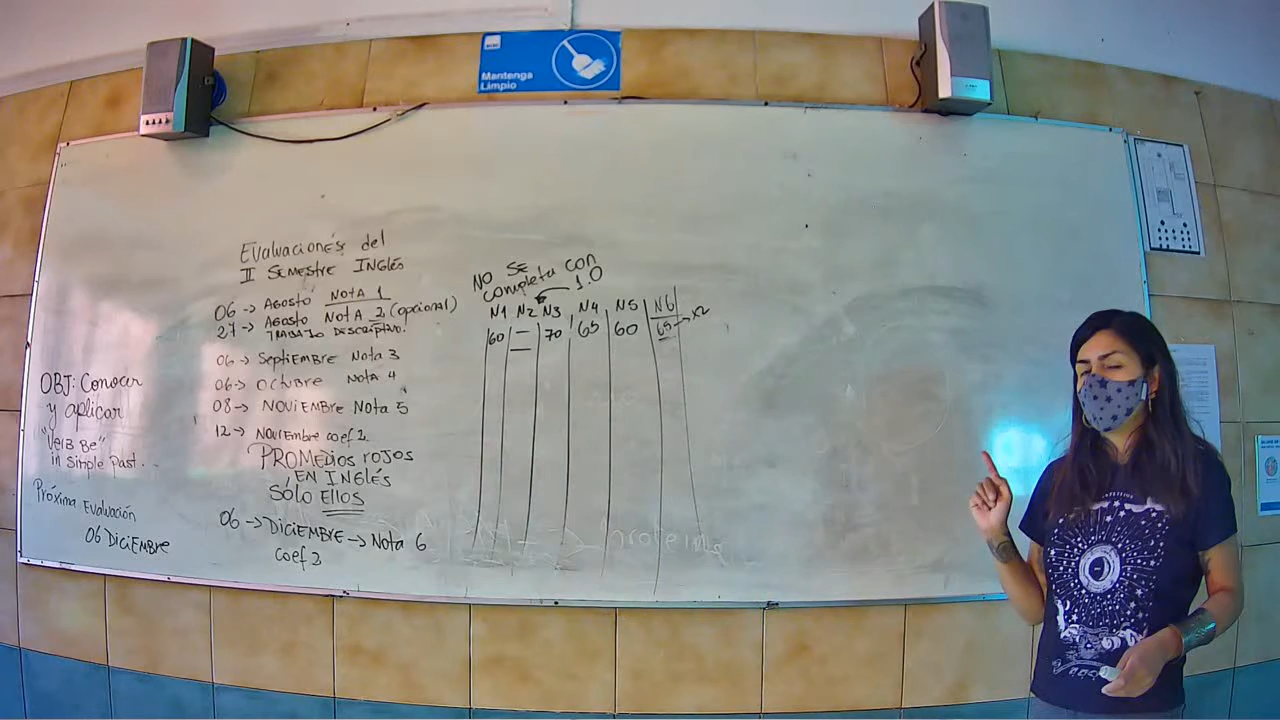 Mantenga
Limpio
Evaluaciones del
II Semestre Inglés
06 → Agosto Nota 1
27 → Agosto Nota 2 (opcional)
Trabajo Descriptivo.
06 → Septiembre Nota 3
06 → Octubre Nota 4
08 → Noviembre Nota 5
12 → Noviembre coef 2
PROMEDIOS ROJOS
EN INGLÉS
SÓLO ELLOS
06 → Diciembre → Nota 6
coef 2
OBJ: Conocer
y aplicar
"Verb Be"
in Simple Past.
Próxima Evaluación
06 Diciembre
NO SE
completa con
1.0
N1 N2 N3 N4 N5 N6
60 – 70 65 60 65 → x2